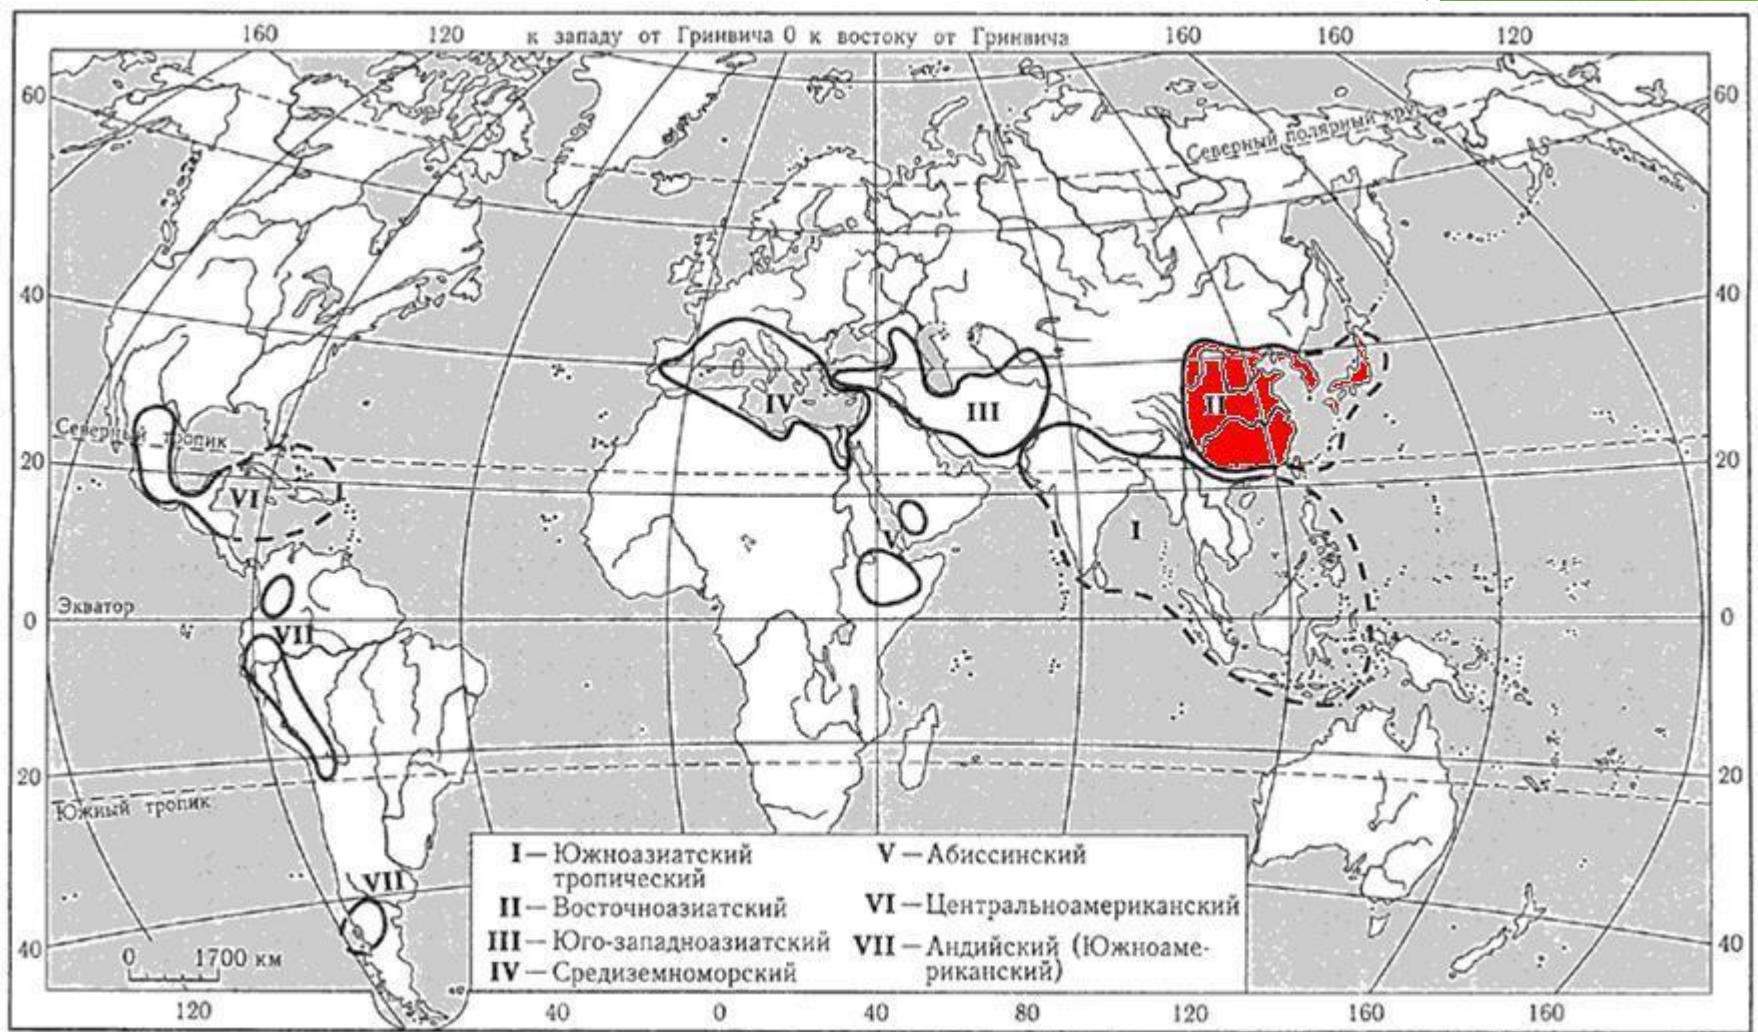 160 120 к западу от Гринвича 0 к востоку от Гринвича 160 160 120
60 60
Северный полярный круг
40 40
II
IV III
Северный тропик
20 20
VI
I
V
Экватор
0 0
VII
20 20
Южный тропик
VII
I — Южноазиатский
тропический
II — Восточноазиатский
III — Юго-западноазиатский
IV — Средиземноморский
V — Абиссинский
VI — Центральноамериканский
VII — Андийский (Южноаме-
риканский)
40 40
0 1700 км
120 40 0 40 80 120 160 160